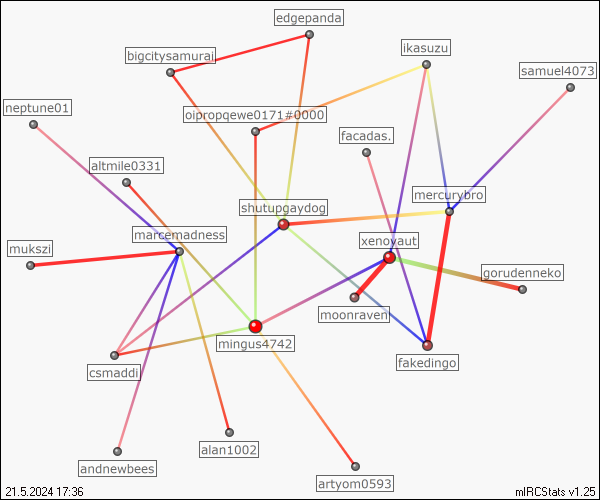 edgepanda
bigcitysamurai
ikasuzu
samuel4073
neptune01
oipropqewe0171#0000
facadas.
altmile0331
mercurybro
shutupgaydog
marcemadness
xenoyaut
mukszi
gorudenneko
moonraven
mingus4742
fakedingo
csmaddi
alan1002
andnewbees
artyom0593
21.5.2024 17:36
mIRCStats v1.25